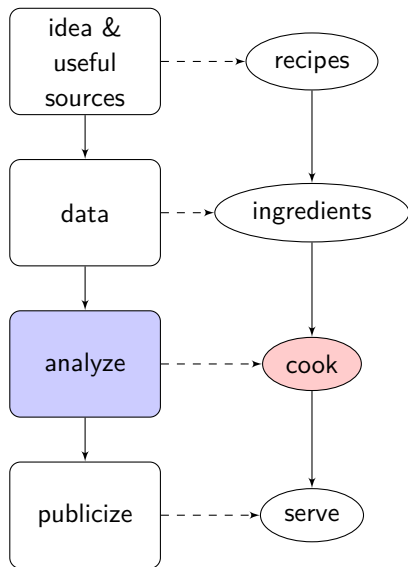 idea &
useful
sources
recipes
data
ingredients
analyze
cook
publicize
serve